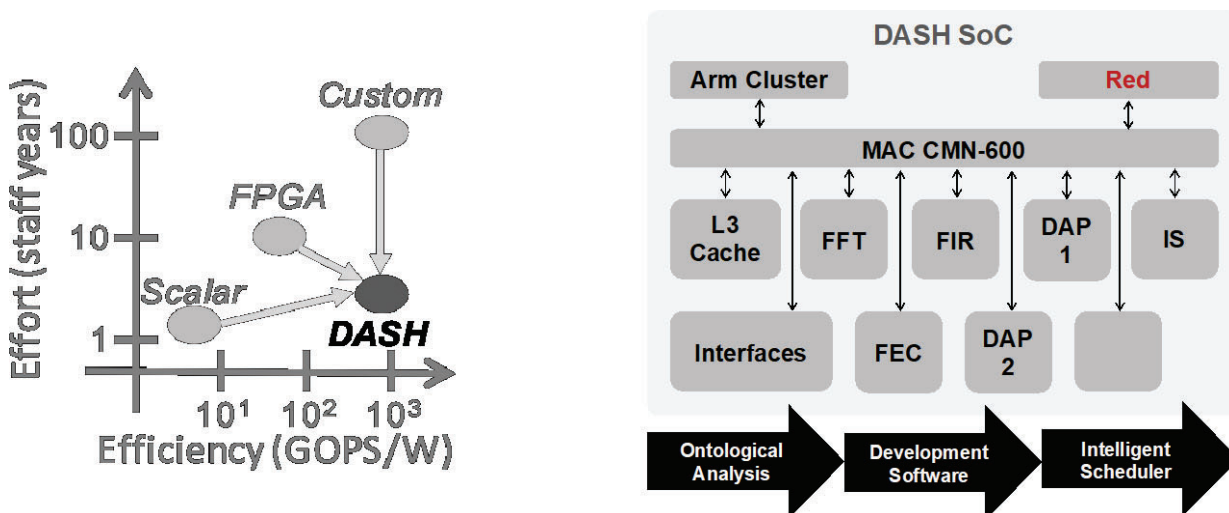 Effort (staff years)
100
10
1
Custom
FPGA
Scalar
DASH
10¹ 10² 10³
Efficiency (GOPS/W)
DASH SoC
Arm Cluster
Red
MAC CMN-600
L3
Cache
FFT
FIR
DAP
1
IS
Interfaces
FEC
DAP
2
Ontological
Analysis
Development
Software
Intelligent
Scheduler